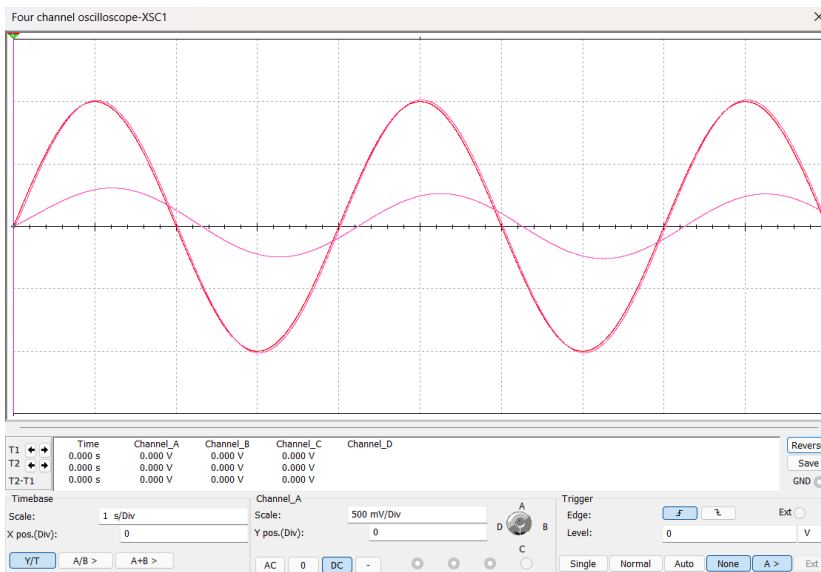 Four channel oscilloscope-XSC1
Time Channel_A Channel_B Channel_C Channel_D
T1 0.000 s 0.000 V 0.000 V 0.000 V
T2 0.000 s 0.000 V 0.000 V 0.000 V
T2-T1 0.000 s 0.000 V 0.000 V 0.000 V
Reverse
Save
GND
Timebase
Scale: 1 s/Div
X pos.(Div): 0
Y/T A/B > A+B >
Channel_A
Scale: 500 mV/Div
Y pos.(Div): 0
AC 0 DC -
A
D B
C
Trigger
Edge: Ext
Level: 0 V
Single Normal Auto None A > Ext